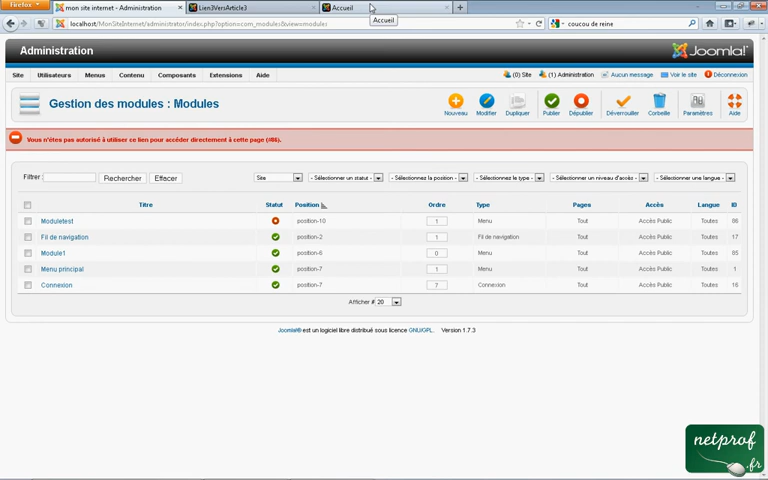 Firefox
mon site internet - Administration
Lien3VersArticle3
Accueil
localhost/MonSiteInternet/administrator/index.php?option=com_modules&view=modules
coucou de reine
Accueil
Administration
Joomla!
Site Utilisateurs Menus Contenu Composants Extensions Aide
(0) Site (1) Administration Aucun message Voir le site Déconnexion
Gestion des modules : Modules
Nouveau Modifier Dupliquer Publier Dépublier Déverrouiller Corbeille Paramètres Aide
Vous n'êtes pas autorisé à utiliser ce lien pour accéder directement à cette page (#86).
Filtrer : Rechercher Effacer
Site - Sélectionner un statut - - Sélectionnez la position - - Sélectionnez le type - - Sélectionner un niveau d'accès - - Sélectionner une langue -
Titre Statut Position Ordre Type Pages Accès Langue ID
Moduletest position-10 1 Menu Tout Accès Public Toutes 86
Fil de navigation position-2 1 Fil de navigation Tout Accès Public Toutes 17
Module1 position-6 0 Menu Tout Accès Public Toutes 85
Menu principal position-7 1 Menu Tout Accès Public Toutes 1
Connexion position-7 7 Connexion Tout Accès Public Toutes 16
Afficher # 20
Joomla!® est un logiciel libre distribué sous licence GNU/GPL. Version 1.7.3
netprof
.fr